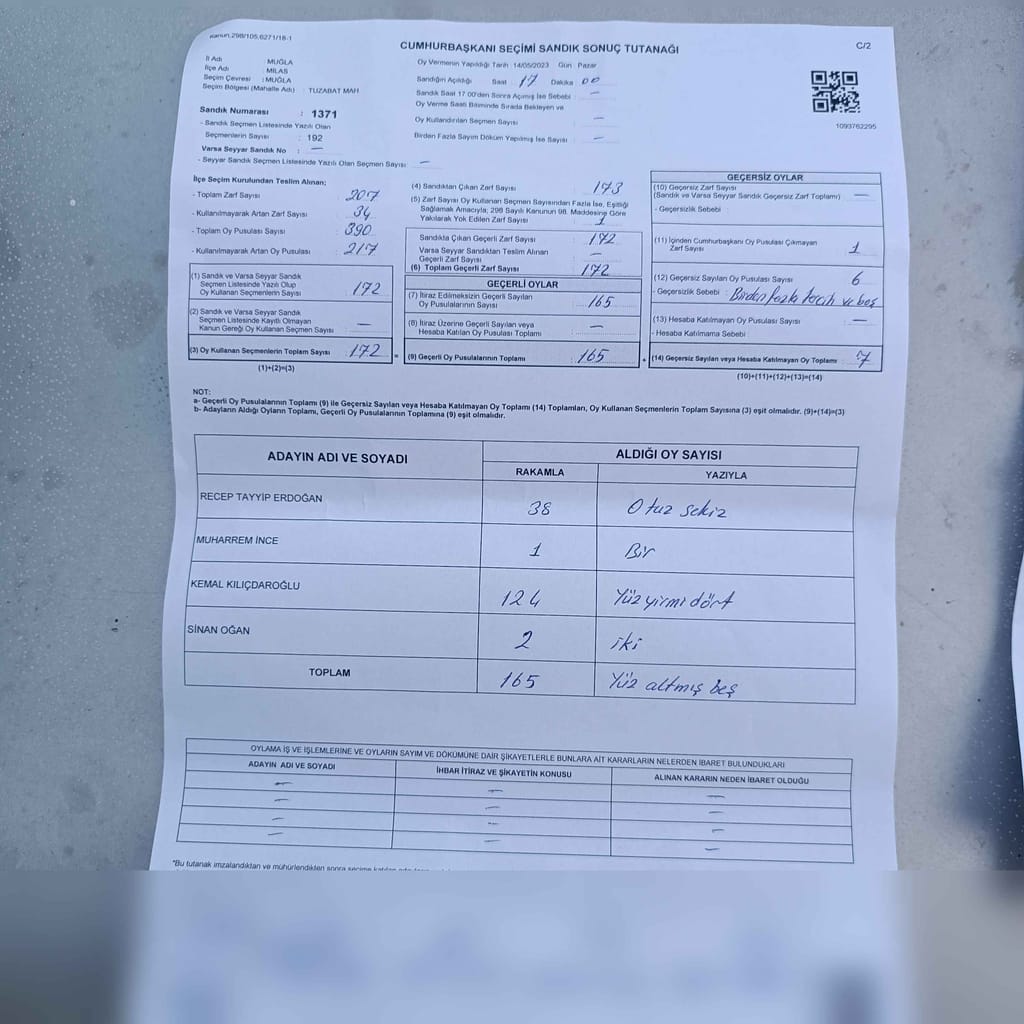 Kanun.298/105,6271/18-1
C/2
CUMHURBAŞKANI SEÇİMİ SANDIK SONUÇ TUTANAĞI
İl Adı : MUĞLA
İlçe Adı : MİLAS
Seçim Çevresi : MUĞLA
Seçim Bölgesi (Mahalle Adı) : TUZABAT MAH
Sandık Numarası : 1371
- Sandık Seçmen Listesinde Yazılı Olan
Seçmenlerin Sayısı : 192
Varsa Seyyar Sandık No : —
- Seyyar Sandık Seçmen Listesinde Yazılı Olan Seçmen Sayısı : —
Oy Vermenin Yapıldığı Tarih 14/05/2023 Gün Pazar
Sandığın Açıldığı Saat 17 Dakika 00
Sandık Saat 17:00'den Sonra Açımış İse Sebebi : —
Oy Verme Saati Bitiminde Sırada Bekleyen ve
Oy Kullandırılan Seçmen Sayısı : —
Birden Fazla Sayım Döküm Yapılmış İse Sayısı : —
1093762295
İlçe Seçim Kurulundan Teslim Alınan;
- Toplam Zarf Sayısı : 207
- Kullanılmayarak Artan Zarf Sayısı : 34
- Toplam Oy Pusulası Sayısı : 390
- Kullanılmayarak Artan Oy Pusulası : 217
(1) Sandık ve Varsa Seyyar Sandık
Seçmen Listesinde Yazılı Olup
Oy Kullanan Seçmenlerin Sayısı : 172
(2) Sandık ve Varsa Seyyar Sandık
Seçmen Listesinde Kayıtlı Olmayan
Kanun Gereği Oy Kullanan Seçmen Sayısı : —
(3) Oy Kullanan Seçmenlerin Toplam Sayısı : 172
(1)+(2)=(3)
(4) Sandıktan Çıkan Zarf Sayısı : 173
(5) Zarf Sayısı Oy Kullanan Seçmen Sayısından Fazla İse, Eşitliği
Sağlamak Amacıyla; 298 Sayılı Kanunun 98. Maddesine Göre
Yakılarak Yok Edilen Zarf Sayısı : 1
Sandıkta Çıkan Geçerli Zarf Sayısı : 172
Varsa Seyyar Sandıktan Teslim Alınan
Geçerli Zarf Sayısı : —
(6) Toplam Geçerli Zarf Sayısı : 172
GEÇERLİ OYLAR
(7) İtiraz Edilmeksizin Geçerli Sayılan
Oy Pusulalarının Sayısı : 165
(8) İtiraz Üzerine Geçerli Sayılan veya
Hesaba Katılan Oy Pusulası Toplamı : —
= (9) Geçerli Oy Pusulalarının Toplamı : 165
GEÇERSİZ OYLAR
(10) Geçersiz Zarf Sayısı
(Sandık ve Varsa Seyyar Sandık Geçersiz Zarf Toplamı) : —
- Geçersizlik Sebebi :
(11) İçinden Cumhurbaşkanı Oy Pusulası Çıkmayan
Zarf Sayısı : 1
(12) Geçersiz Sayılan Oy Pusulası Sayısı : 6
- Geçersizlik Sebebi : Birden fazla tercih ve boş
(13) Hesaba Katılmayan Oy Pusulası Sayısı : —
- Hesaba Katılmama Sebebi :
+ (14) Geçersiz Sayılan veya Hesaba Katılmayan Oy Toplamı : 7
(10)+(11)+(12)+(13)=(14)
NOT:
a- Geçerli Oy Pusulalarının Toplamı (9) ile Geçersiz Sayılan veya Hesaba Katılmayan Oy Toplamı (14) Toplamları, Oy Kullanan Seçmenlerin Toplam Sayısına (3) eşit olmalıdır. (9)+(14)=(3)
b- Adayların Aldığı Oyların Toplamı, Geçerli Oy Pusulalarının Toplamına (9) eşit olmalıdır.
ADAYIN ADI VE SOYADI
ALDIĞI OY SAYISI
RAKAMLA YAZIYLA
RECEP TAYYİP ERDOĞAN 38 Otuz sekiz
MUHARREM İNCE 1 Bir
KEMAL KILIÇDAROĞLU 124 Yüz yirmi dört
SİNAN OĞAN 2 iki
TOPLAM 165 Yüz altmış beş
OYLAMA İŞ VE İŞLEMLERİNE VE OYLARIN SAYIM VE DÖKÜMÜNE DAİR ŞİKAYETLERLE BUNLARA AİT KARARLARIN NELERDEN İBARET BULUNDUKLARI
ADAYIN ADI VE SOYADI İHBAR İTİRAZ VE ŞİKAYETİN KONUSU ALINAN KARARIN NEDEN İBARET OLDUĞU
— — —
— — —
— — —
— — —
*Bu tutanak imzalandıktan ve mühürlendikten sonra seçime katılan